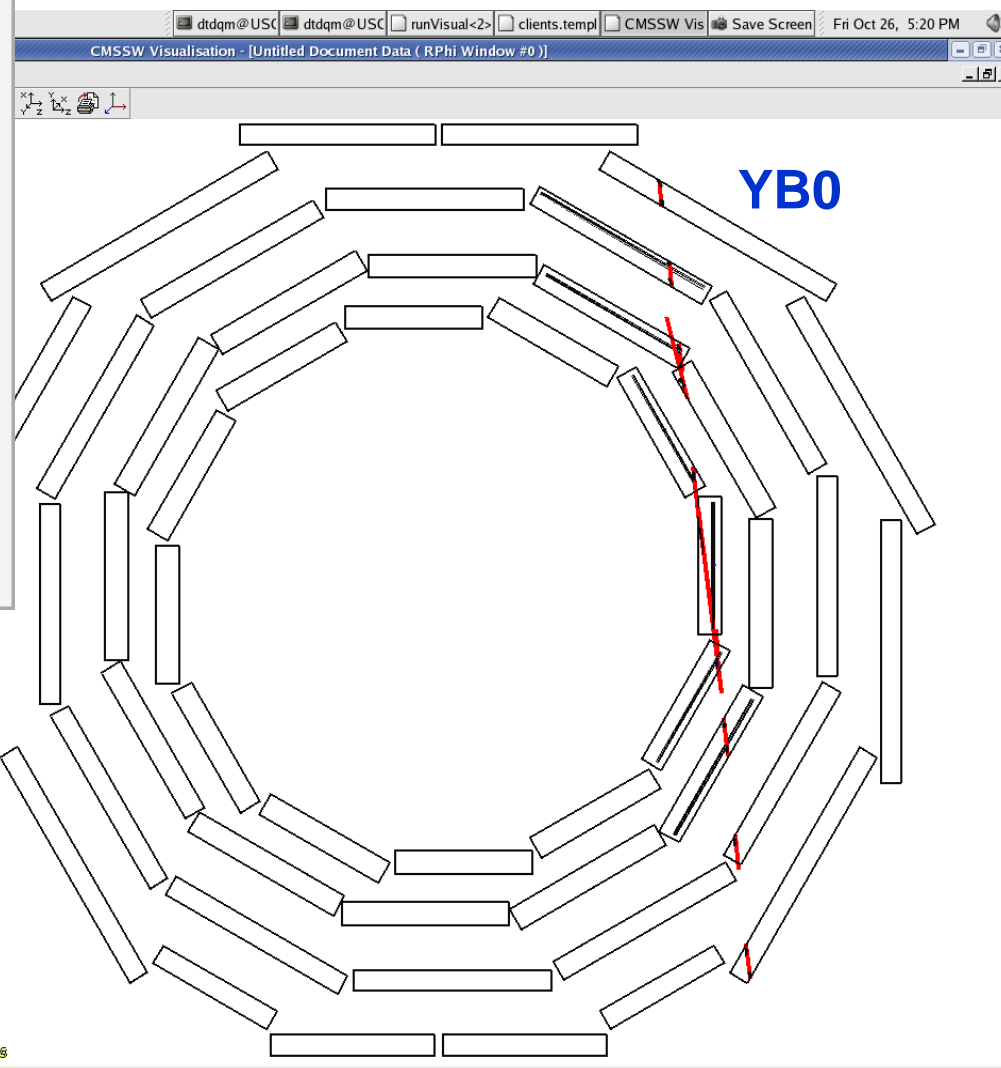 dtdqm@USC dtdqm@USC runVisual<2> clients.templ CMSSW Vis Save Screen Fri Oct 26, 5:20 PM
CMSSW Visualisation - [Untitled Document Data ( RPhi Window #0 )]
YB0